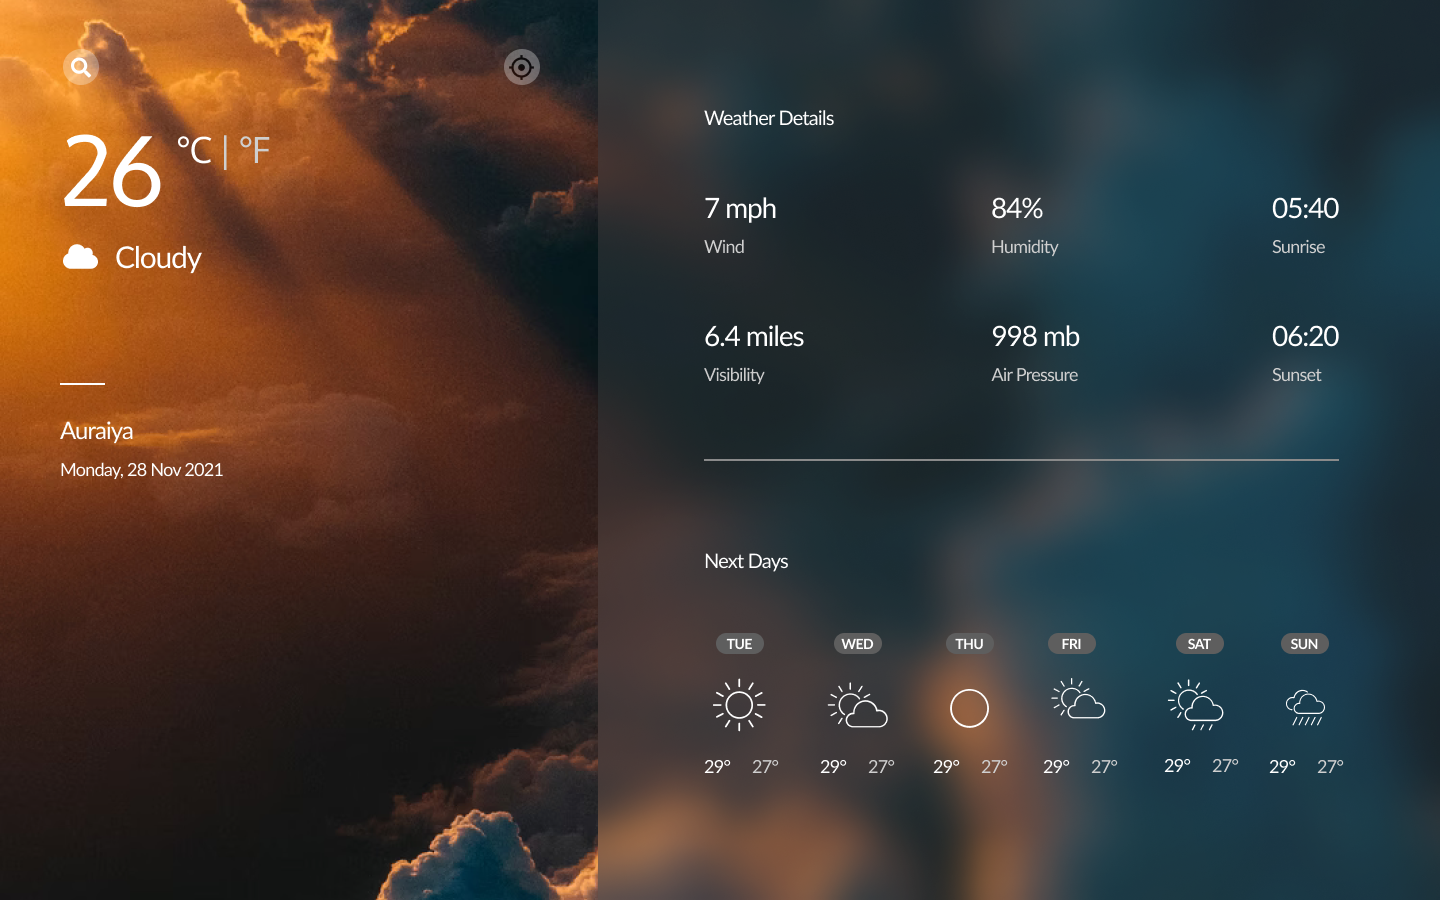 26 °C | °F
Cloudy
Auraiya
Monday, 28 Nov 2021
Weather Details
7 mph 84% 05:40
Wind Humidity Sunrise
6.4 miles 998 mb 06:20
Visibility Air Pressure Sunset
Next Days
TUE WED THU FRI SAT SUN
29° 27° 29° 27° 29° 27° 29° 27° 29° 27° 29° 27°